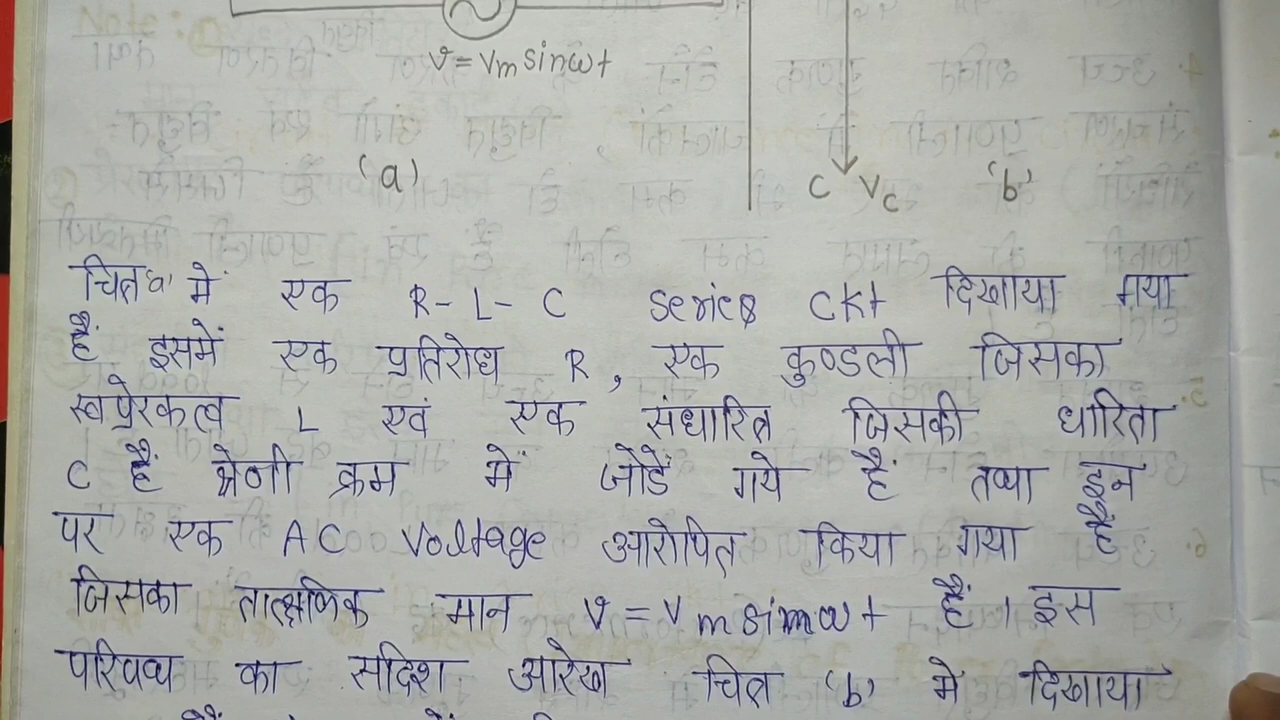 v = Vm sinωt
(a)
C Vc 'b'
चित्र 'a' में एक R-L-C Series Ckt दिखाया गया
हैं इसमें एक प्रतिरोध R, एक कुण्डली जिसका
स्वप्रेरकत्व L एवं एक संधारित्र जिसकी धारिता
C हैं श्रेणी क्रम में जोडें गये हैं तथा इन
पर एक AC Voltage आरोपित किया गया हैं
जिसका तात्क्षणिक मान v = Vm sinωt हैं। इस
परिपथ का सदिश आरेख चित्र 'b' में दिखाया